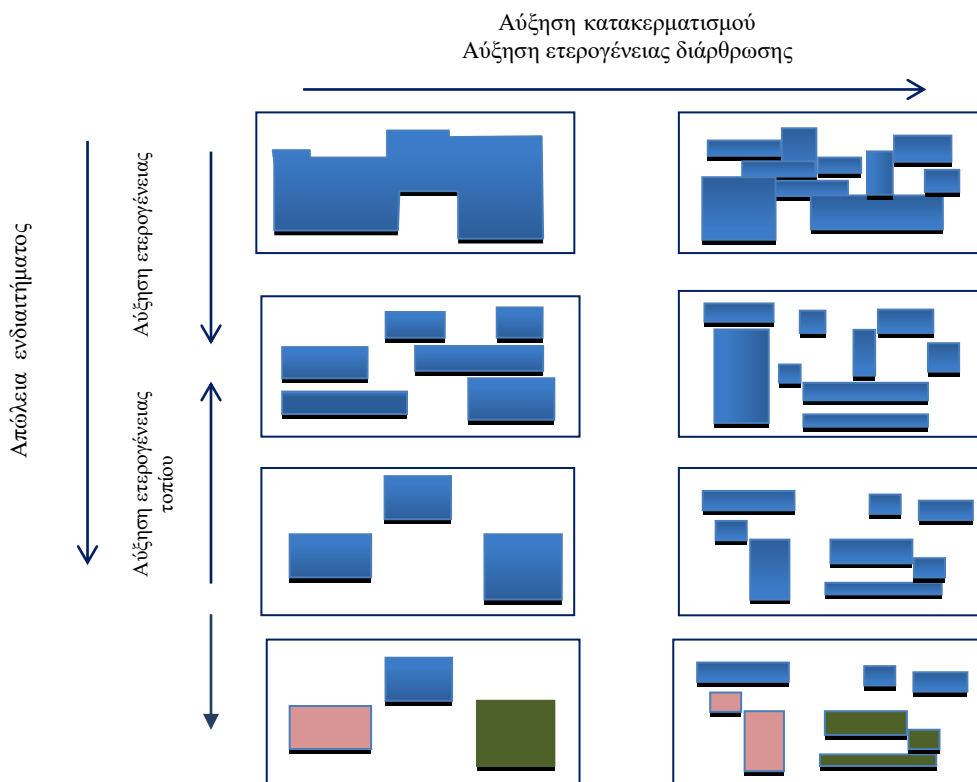 Αύξηση κατακερματισμού
Αύξηση ετερογένειας διάρθρωσης
Απώλεια ενδιαιτήματος
Αύξηση ετερογένειας
Αύξηση ετερογένειας
τοπίου